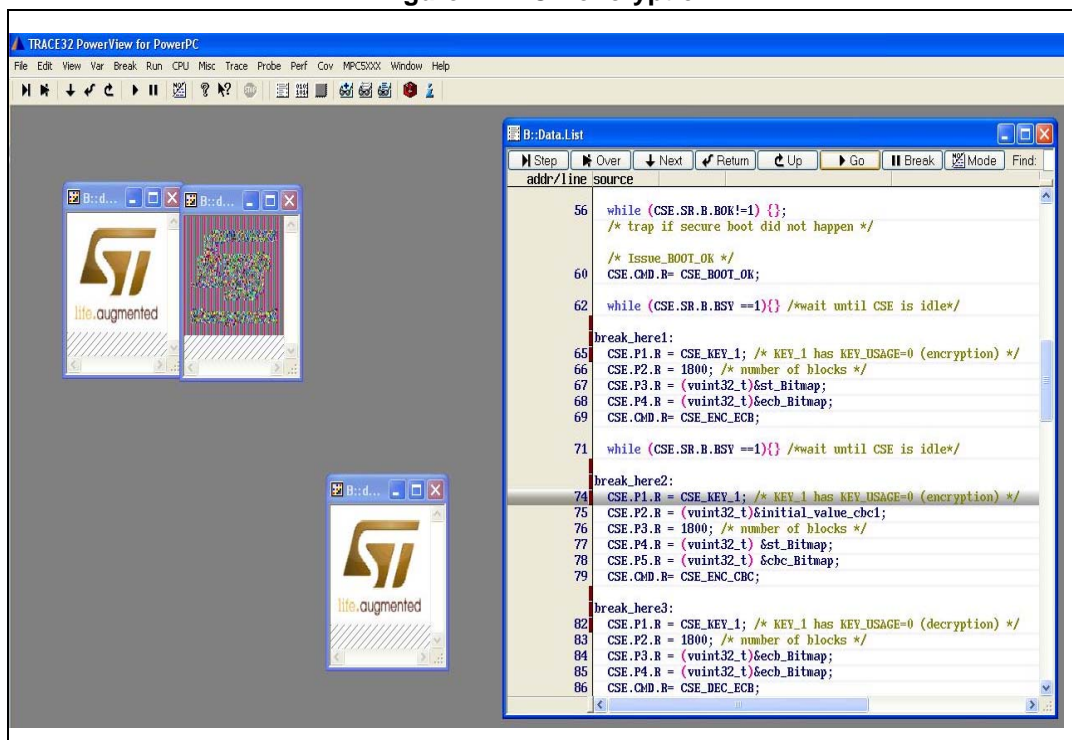 TRACE32 PowerView for PowerPC
File Edit View Var Break Run CPU Misc Trace Probe Perf Cov MPC5XXX Window Help
B::d...
life.augmented
B::d...
B::d...
life.augmented
B::Data.List
Step Over Next Return Up Go Break Mode Find:
addr/line source
56 while (CSE.SR.B.BOK!=1) {};
/* trap if secure boot did not happen */
/* Issue_BOOT_OK */
60 CSE.CMD.R= CSE_BOOT_OK;
62 while (CSE.SR.B.BSY ==1){} /*wait until CSE is idle*/
break_here1:
65 CSE.P1.R = CSE_KEY_1; /* KEY_1 has KEY_USAGE=0 (encryption) */
66 CSE.P2.R = 1800; /* number of blocks */
67 CSE.P3.R = (vuint32_t)&st_Bitmap;
68 CSE.P4.R = (vuint32_t)&ecb_Bitmap;
69 CSE.CMD.R= CSE_ENC_ECB;
71 while (CSE.SR.B.BSY ==1){} /*wait until CSE is idle*/
break_here2:
74 CSE.P1.R = CSE_KEY_1; /* KEY_1 has KEY_USAGE=0 (encryption) */
75 CSE.P2.R = (vuint32_t)&initial_value_cbc1;
76 CSE.P3.R = 1800; /* number of blocks */
77 CSE.P4.R = (vuint32_t) &st_Bitmap;
78 CSE.P5.R = (vuint32_t) &cbc_Bitmap;
79 CSE.CMD.R= CSE_ENC_CBC;
break_here3:
82 CSE.P1.R = CSE_KEY_1; /* KEY_1 has KEY_USAGE=0 (decryption) */
83 CSE.P2.R = 1800; /* number of blocks */
84 CSE.P3.R = (vuint32_t)&ecb_Bitmap;
85 CSE.P4.R = (vuint32_t)&ecb_Bitmap;
86 CSE.CMD.R= CSE_DEC_ECB;